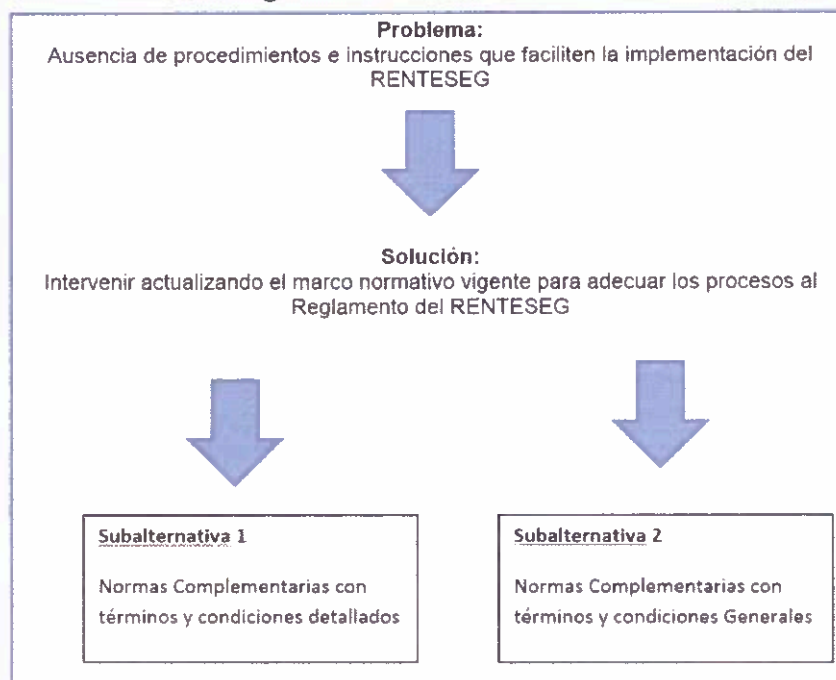 Problema:
Ausencia de procedimientos e instrucciones que faciliten la implementación del
RENTESEG
Solución:
Intervenir actualizando el marco normativo vigente para adecuar los procesos al
Reglamento del RENTESEG
Subalternativa 1
Normas Complementarias con
términos y condiciones detallados
Subalternativa 2
Normas Complementarias con
términos y condiciones Generales